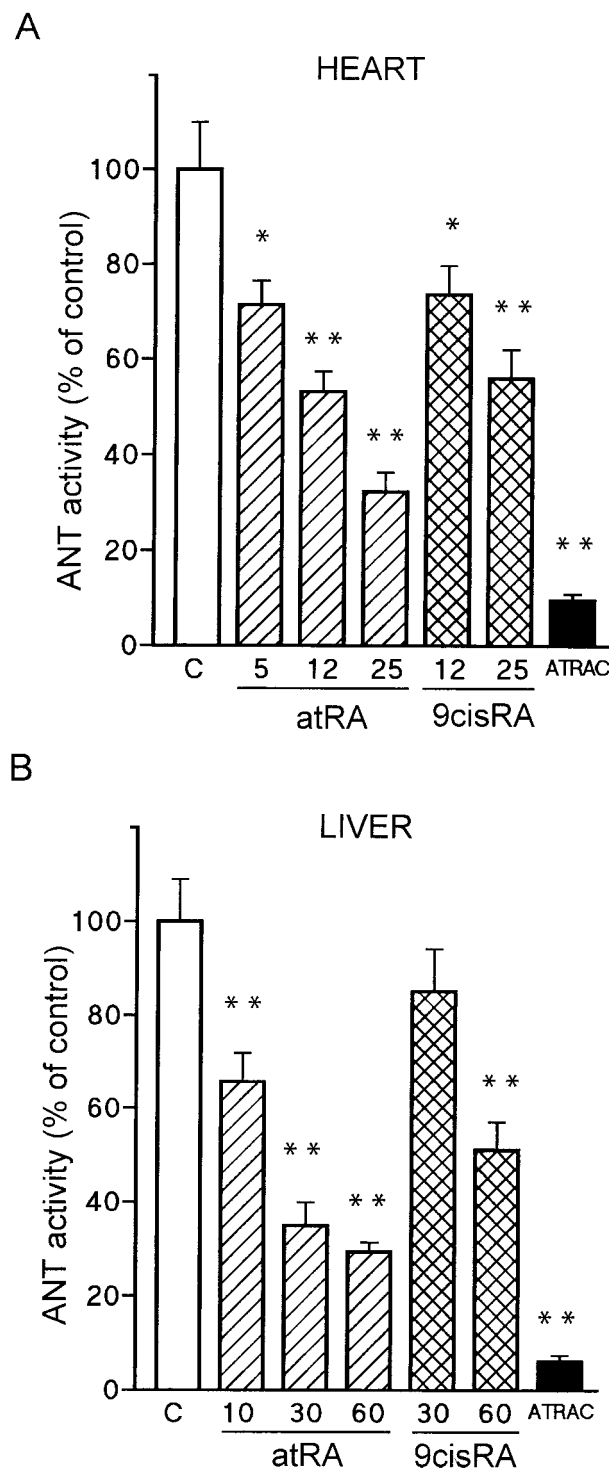 A
HEART
ANT activity (% of control)
100
80
60
40
20
0
*
* *
* *
*
* *
* *
C 5 12 25 12 25 ATRAC
atRA 9cisRA
B
LIVER
ANT activity (% of control)
100
80
60
40
20
0
* *
* *
* *
* *
* *
C 10 30 60 30 60 ATRAC
atRA 9cisRA